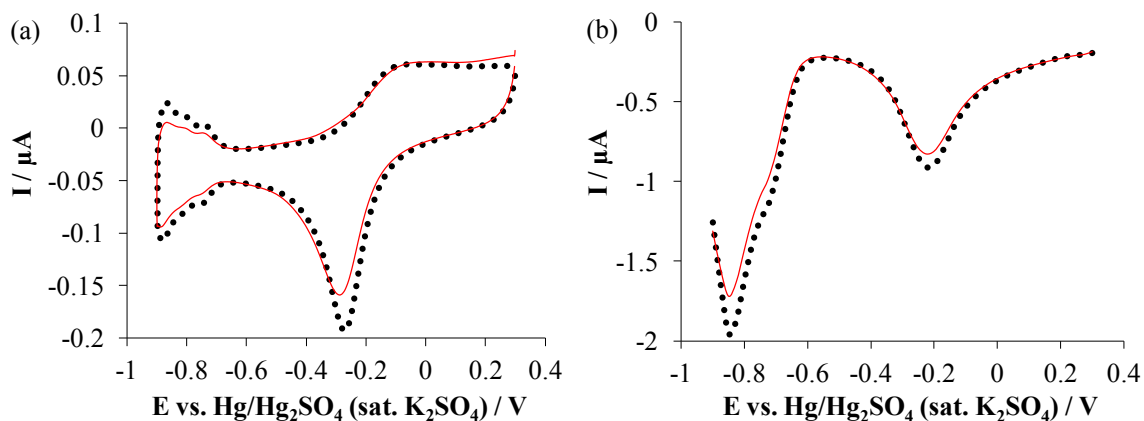 (a)
0.1
0.05
0
-0.05
-0.1
-0.15
-0.2
I / µA
-1 -0.8 -0.6 -0.4 -0.2 0 0.2 0.4
E vs. Hg/Hg₂SO₄ (sat. K₂SO₄) / V
(b)
0
-0.5
-1
-1.5
-2
I / µA
-1 -0.8 -0.6 -0.4 -0.2 0 0.2 0.4
E vs. Hg/Hg₂SO₄ (sat. K₂SO₄) / V